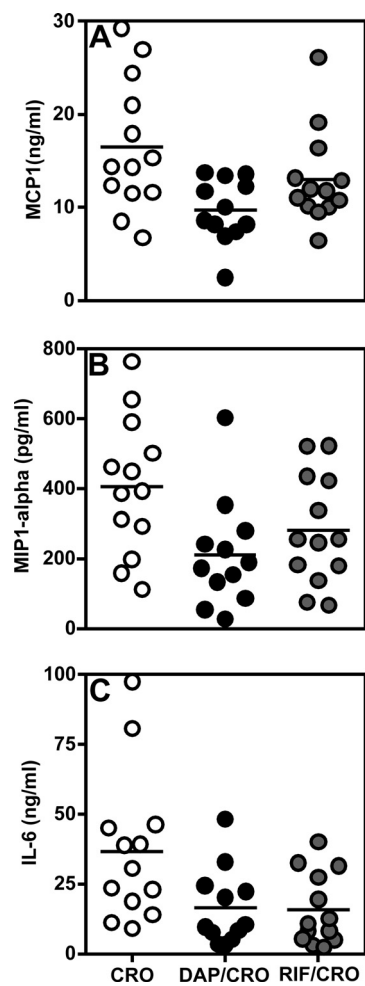 A
30
20
10
0
MCP1(ng/ml)
B
800
600
400
200
0
MIP1-alpha (pg/ml)
C
100
75
50
25
0
IL-6 (ng/ml)
CRO DAP/CRO RIF/CRO